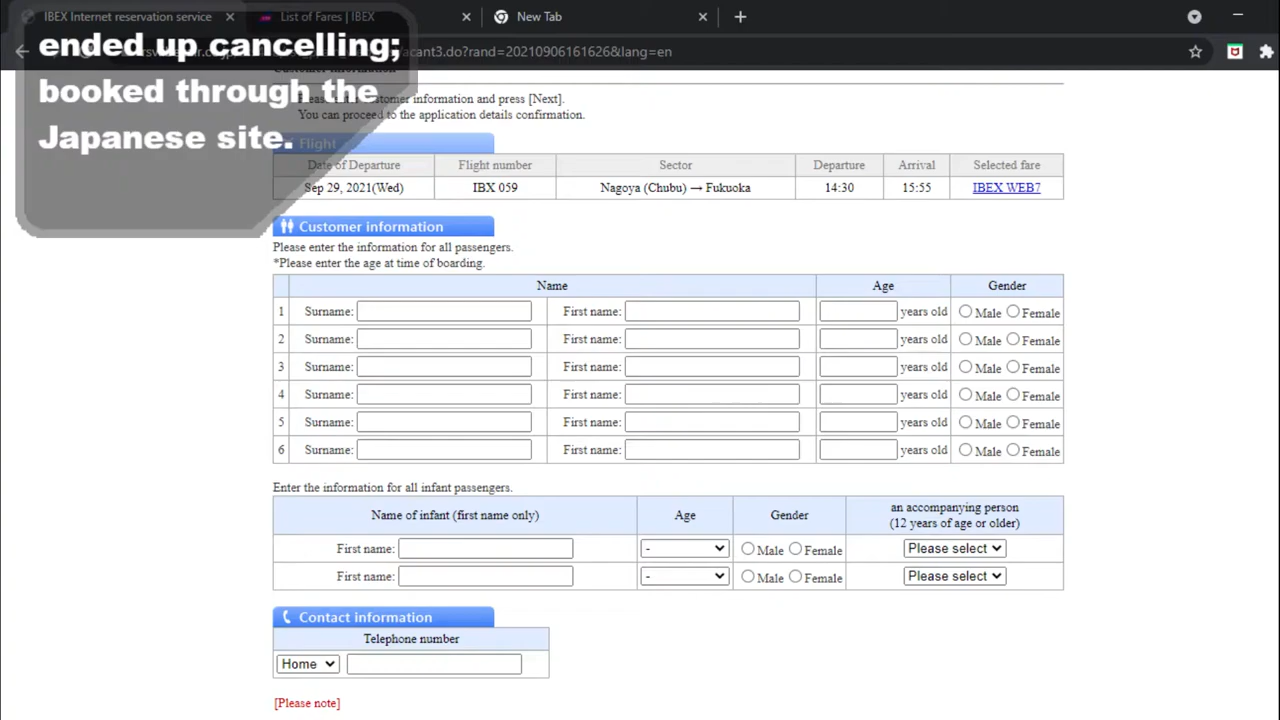 IBEX Internet reservation service
List of Fares | IBEX
New Tab
ended up cancelling;
booked through the
Japanese site.
acant3.do?rand=20210906161626&lang=en
customer information and press [Next].
You can proceed to the application details confirmation.
Flight
Date of Departure Flight number Sector Departure Arrival Selected fare
Sep 29, 2021(Wed) IBX 059 Nagoya (Chubu) → Fukuoka 14:30 15:55 IBEX WEB7
Customer information
Please enter the information for all passengers.
*Please enter the age at time of boarding.
Name Age Gender
1 Surname: First name: years old Male Female
2 Surname: First name: years old Male Female
3 Surname: First name: years old Male Female
4 Surname: First name: years old Male Female
5 Surname: First name: years old Male Female
6 Surname: First name: years old Male Female
Enter the information for all infant passengers.
Name of infant (first name only) Age Gender an accompanying person
(12 years of age or older)
First name: - Male Female Please select
First name: - Male Female Please select
Contact information
Telephone number
Home
[Please note]